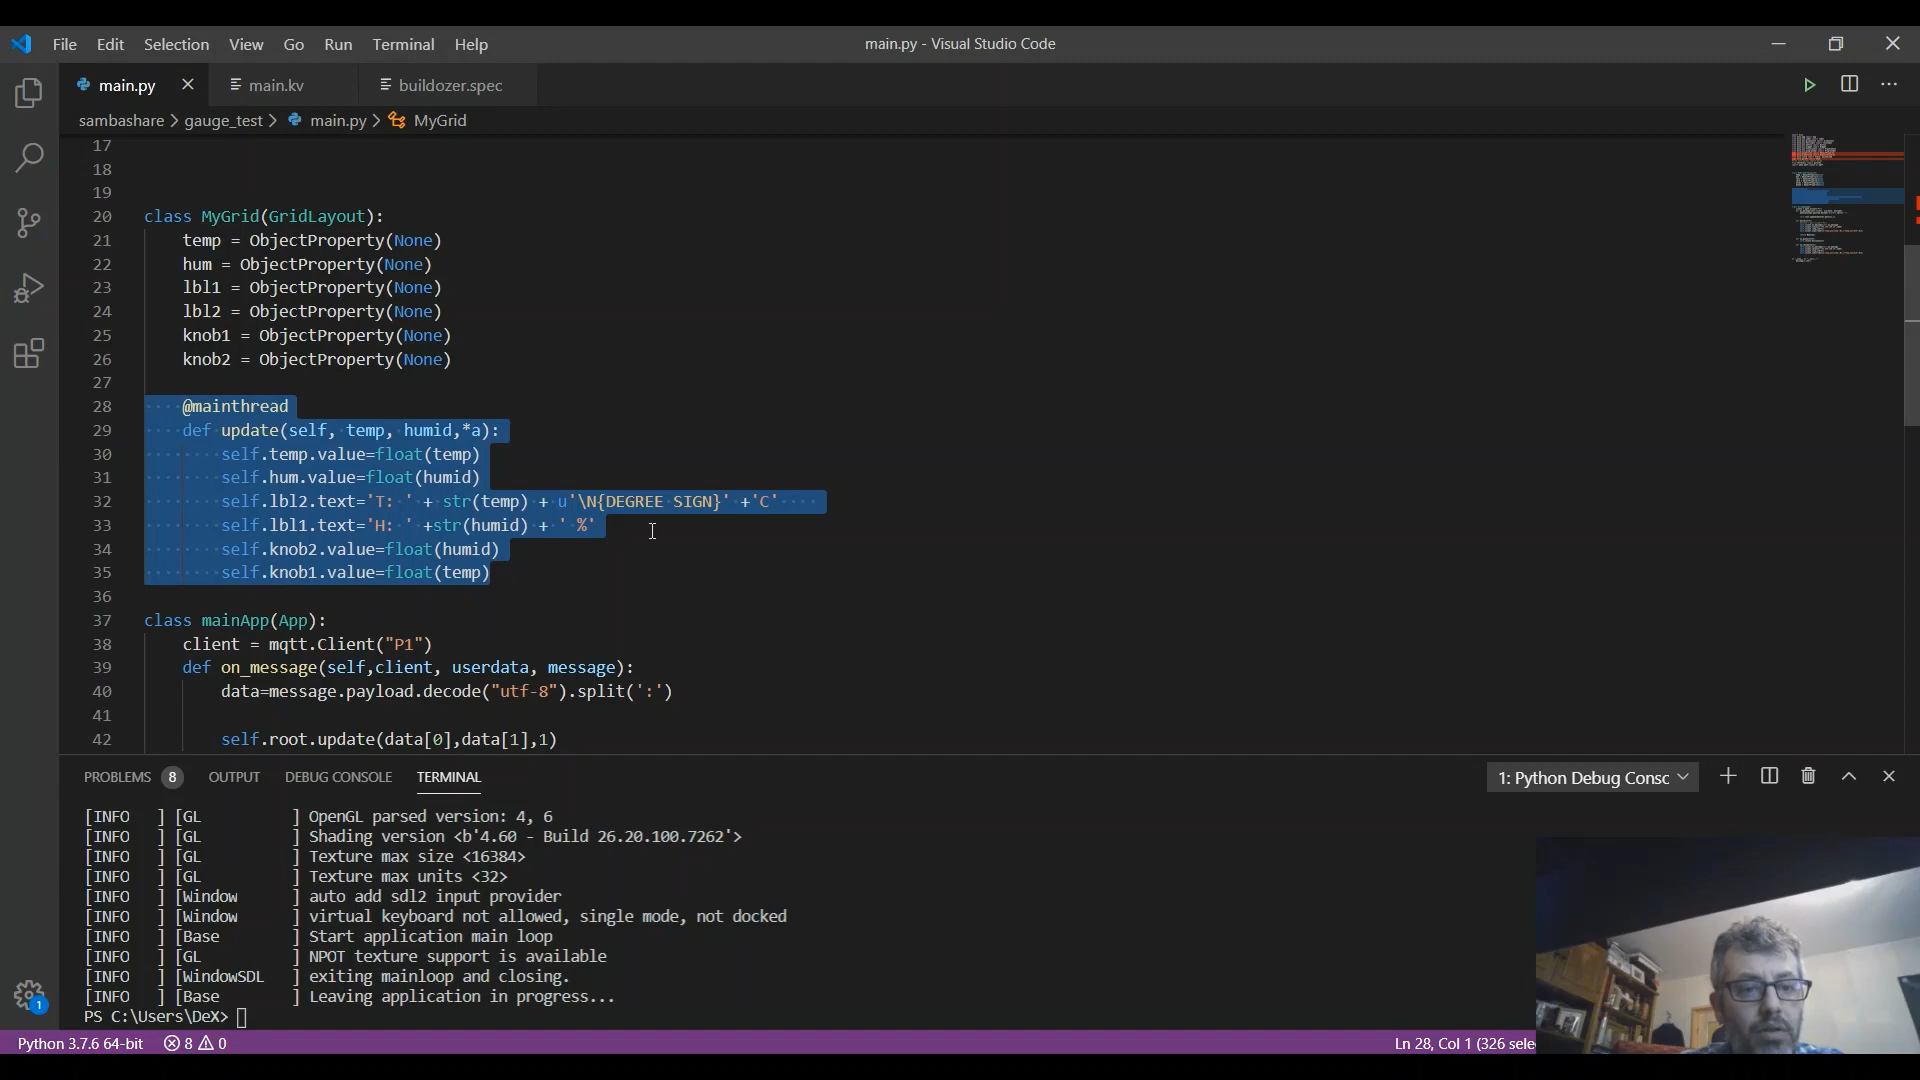 File Edit Selection View Go Run Terminal Help
main.py - Visual Studio Code
main.py main.kv buildozer.spec
sambashare > gauge_test > main.py > MyGrid
17
18
19
20 class MyGrid(GridLayout):
21 temp = ObjectProperty(None)
22 hum = ObjectProperty(None)
23 lbl1 = ObjectProperty(None)
24 lbl2 = ObjectProperty(None)
25 knob1 = ObjectProperty(None)
26 knob2 = ObjectProperty(None)
27
28 @mainthread
29 def update(self, temp, humid,*a):
30 self.temp.value=float(temp)
31 self.hum.value=float(humid)
32 self.lbl2.text='T: ' + str(temp) + u'\N{DEGREE SIGN}' +'C'
33 self.lbl1.text='H: ' +str(humid) + ' %'
34 self.knob2.value=float(humid)
35 self.knob1.value=float(temp)
36
37 class mainApp(App):
38 client = mqtt.Client("P1")
39 def on_message(self,client, userdata, message):
40 data=message.payload.decode("utf-8").split(':')
41
42 self.root.update(data[0],data[1],1)
PROBLEMS 8 OUTPUT DEBUG CONSOLE TERMINAL
1: Python Debug Consc
[INFO ] [GL ] OpenGL parsed version: 4, 6
[INFO ] [GL ] Shading version <b'4.60 - Build 26.20.100.7262'>
[INFO ] [GL ] Texture max size <16384>
[INFO ] [GL ] Texture max units <32>
[INFO ] [Window ] auto add sdl2 input provider
[INFO ] [Window ] virtual keyboard not allowed, single mode, not docked
[INFO ] [Base ] Start application main loop
[INFO ] [GL ] NPOT texture support is available
[INFO ] [WindowSDL ] exiting mainloop and closing.
[INFO ] [Base ] Leaving application in progress...
PS C:\Users\DeX>
1
Python 3.7.6 64-bit 8 0
Ln 28, Col 1 (326 sele